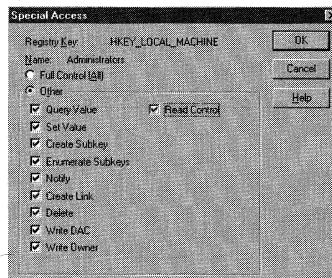 Special Access
Registry Key: HKEY_LOCAL_MACHINE
Name: Administrators
Full Control (All)
Other
Query Value
Read Control
Set Value
Create Subkey
Enumerate Subkeys
Notify
Create Link
Delete
Write DAC
Write Owner
OK
Cancel
Help